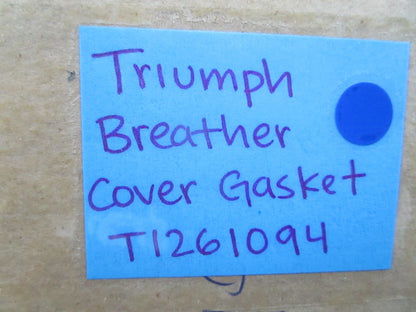 Triumph
Breather
Cover Gasket
T1261094